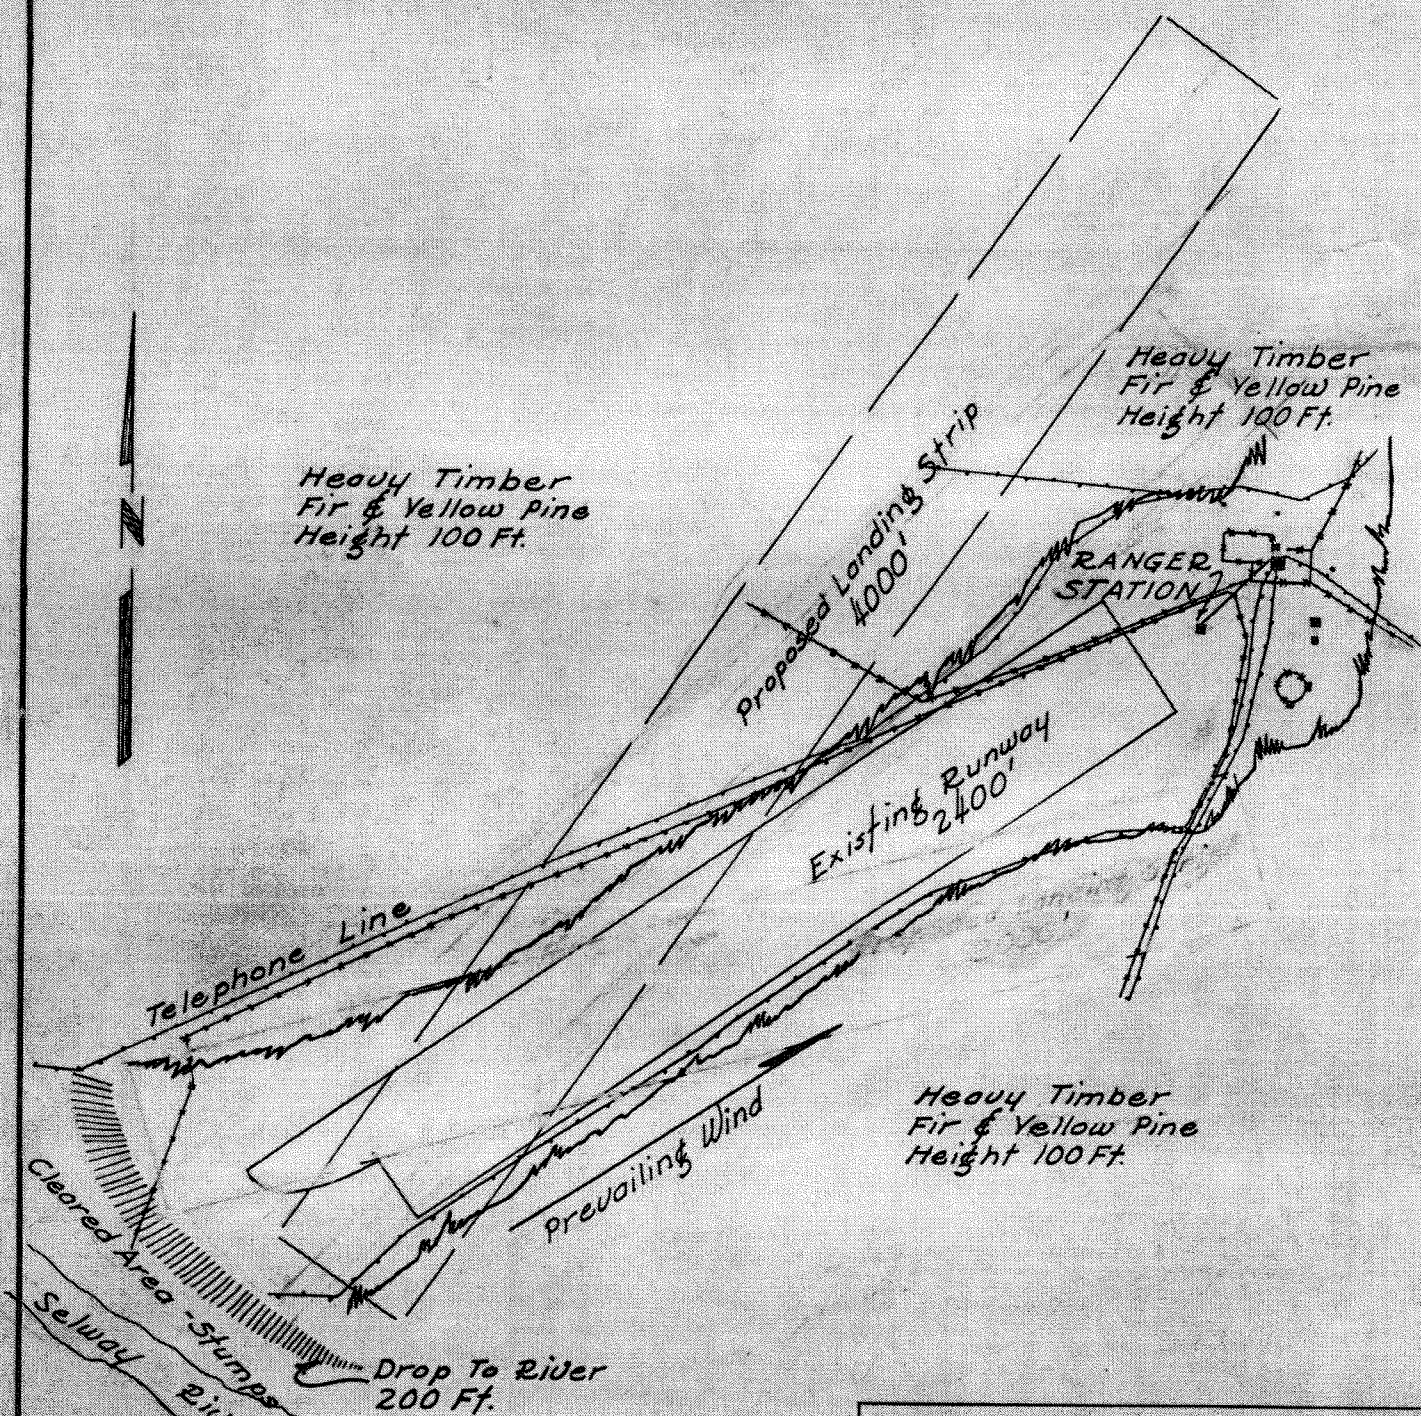 Heavy Timber
Fir & Yellow Pine
Height 100 Ft.
Heavy Timber
Fir & Yellow Pine
Height 100 Ft.
N
Proposed Landing Strip
4000'
RANGER
STATION
Existing Runway
2400'
Telephone Line
Prevailing Wind
Heavy Timber
Fir & Yellow Pine
Height 100 Ft.
Cleared Area - Stumps
Selway
Drop To River
200 Ft.